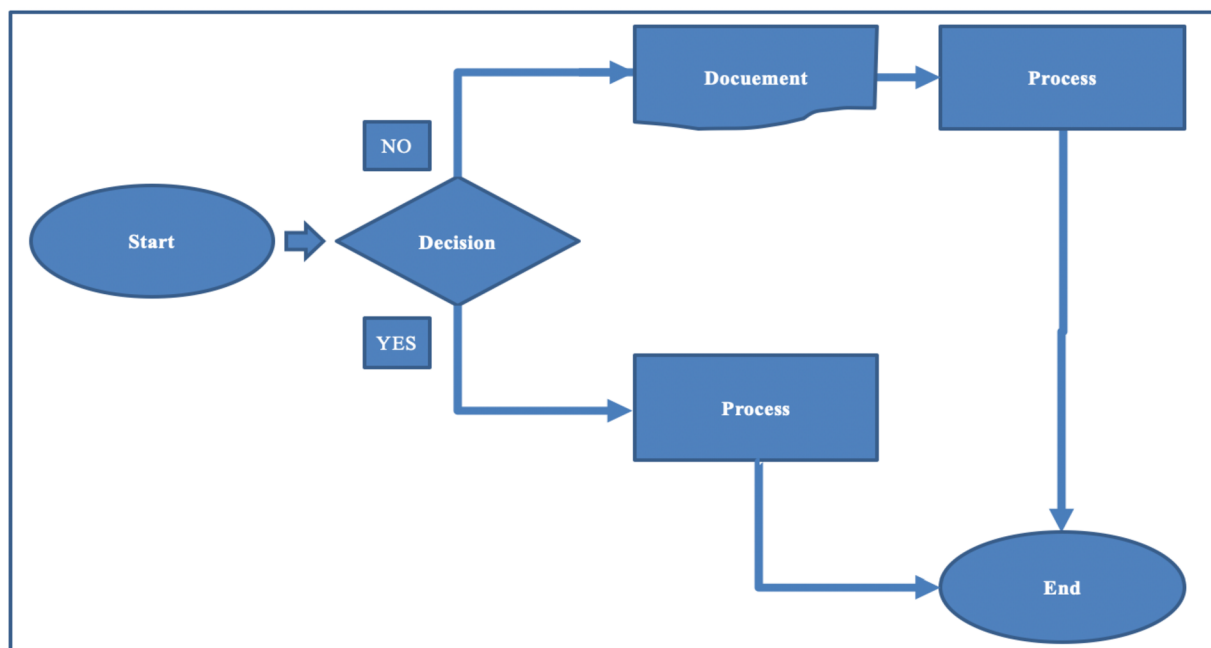 Docuement
Process
NO
Start
Decision
YES
Process
End